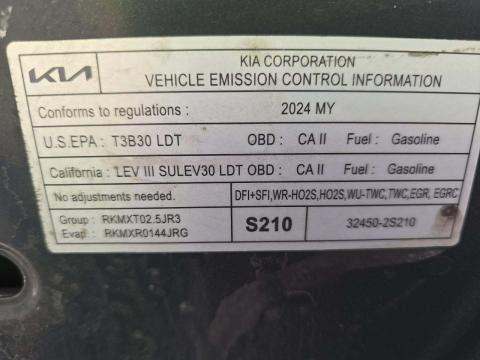 KIA
KIA CORPORATION
VEHICLE EMISSION CONTROL INFORMATION
Conforms to regulations : 2024 MY
U.S.EPA : T3B30 LDT OBD : CA II Fuel : Gasoline
California : LEV III SULEV30 LDT OBD : CA II Fuel : Gasoline
No adjustments needed. DFI+SFI,WR-HO2S,HO2S,WU-TWC,TWC,EGR, EGRC
Group : RKMXT02.5JR3
Evap : RKMXR0144JRG
S210
32450-2S210